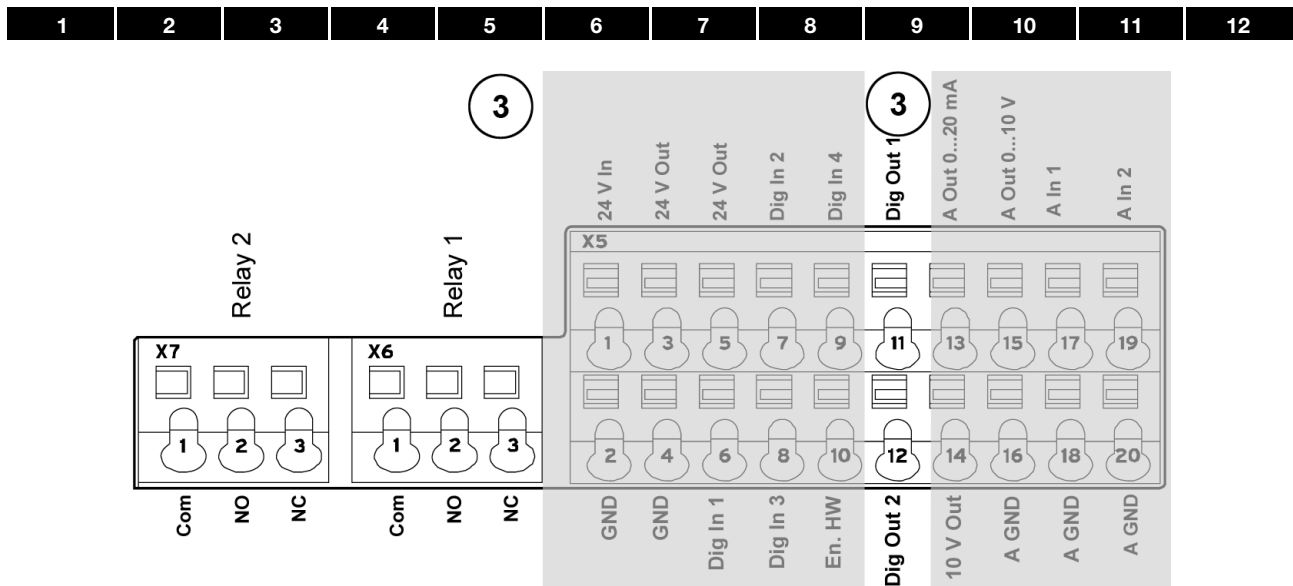 1 2 3 4 5 6 7 8 9 10 11 12
3 3
24 V In
24 V Out
24 V Out
Dig In 2
Dig In 4
Dig Out 1
A Out 0...20 mA
A Out 0...10 V
A In 1
A In 2
Relay 2
Relay 1
X5
1 3 5 7 9 11 13 15 17 19
X7 X6
1 2 3 1 2 3 2 4 6 8 10 12 14 16 18 20
Com
NO
NC
Com
NO
NC
GND
GND
Dig In 1
Dig In 3
En. HW
Dig Out 2
10 V Out
A GND
A GND
A GND